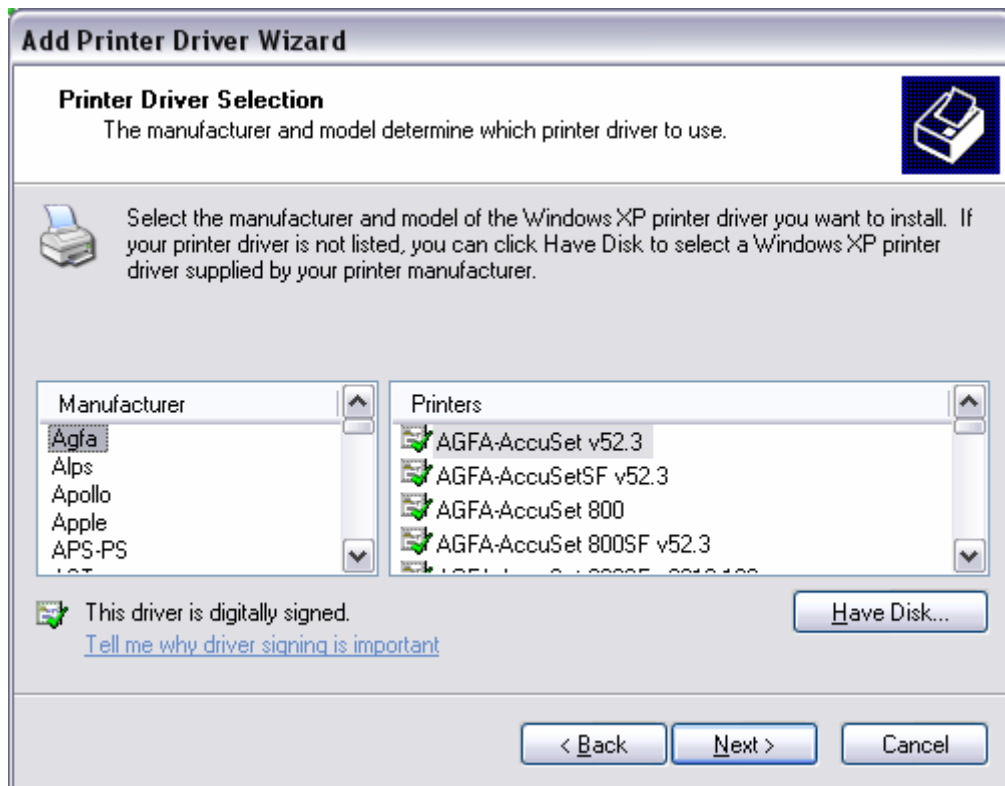 Add Printer Driver Wizard
Printer Driver Selection
The manufacturer and model determine which printer driver to use.
Select the manufacturer and model of the Windows XP printer driver you want to install. If
your printer driver is not listed, you can click Have Disk to select a Windows XP printer
driver supplied by your printer manufacturer.
Manufacturer
Agfa
Alps
Apollo
Apple
APS-PS
Printers
AGFA-AccuSet v52.3
AGFA-AccuSetSF v52.3
AGFA-AccuSet 800
AGFA-AccuSet 800SF v52.3
This driver is digitally signed.
Have Disk...
Tell me why driver signing is important
< Back
Next >
Cancel